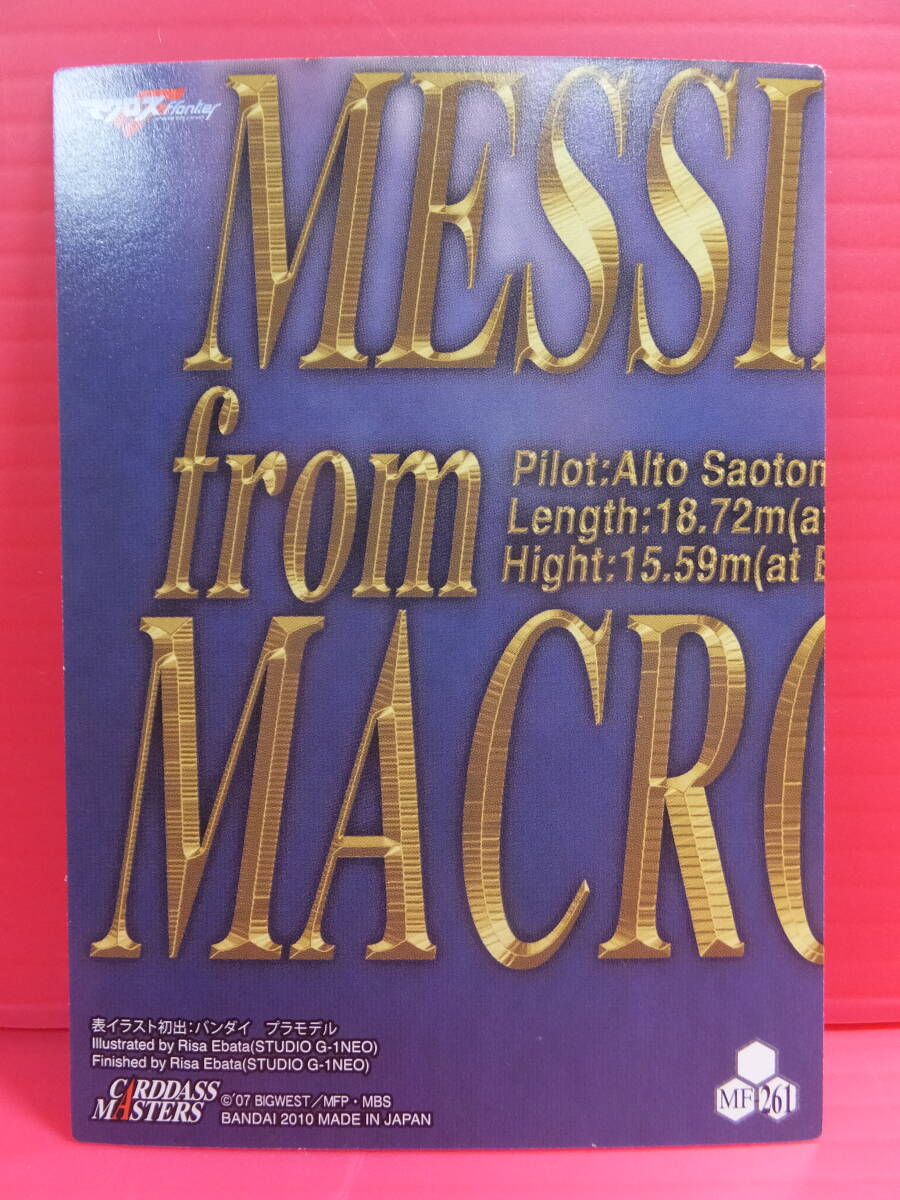 マクロス Frontier
MESSI
from
Pilot:Alto Saotom
Length:18.72m(at
Hight:15.59m(at B
MACRO
表イラスト初出:バンダイ　プラモデル
Illustrated by Risa Ebata(STUDIO G-1NEO)
Finished by Risa Ebata(STUDIO G-1NEO)
CARDDASS
MASTERS
©'07 BIGWEST／MFP・MBS
BANDAI 2010 MADE IN JAPAN
MF-261